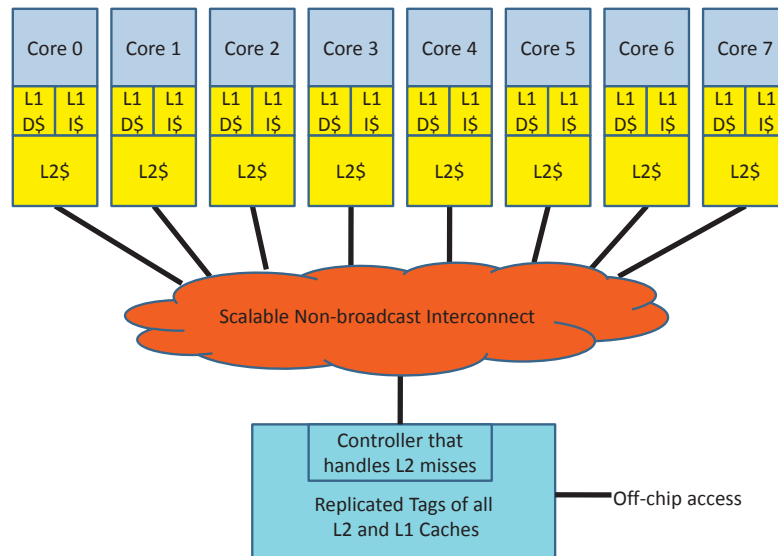 Core 0 Core 1 Core 2 Core 3 Core 4 Core 5 Core 6 Core 7
L1 L1 L1 L1 L1 L1 L1 L1 L1 L1 L1 L1 L1 L1 L1 L1
D$ I$ D$ I$ D$ I$ D$ I$ D$ I$ D$ I$ D$ I$ D$ I$
L2$ L2$ L2$ L2$ L2$ L2$ L2$ L2$
Scalable Non-broadcast Interconnect
Controller that
handles L2 misses
Replicated Tags of all
L2 and L1 Caches
Off-chip access